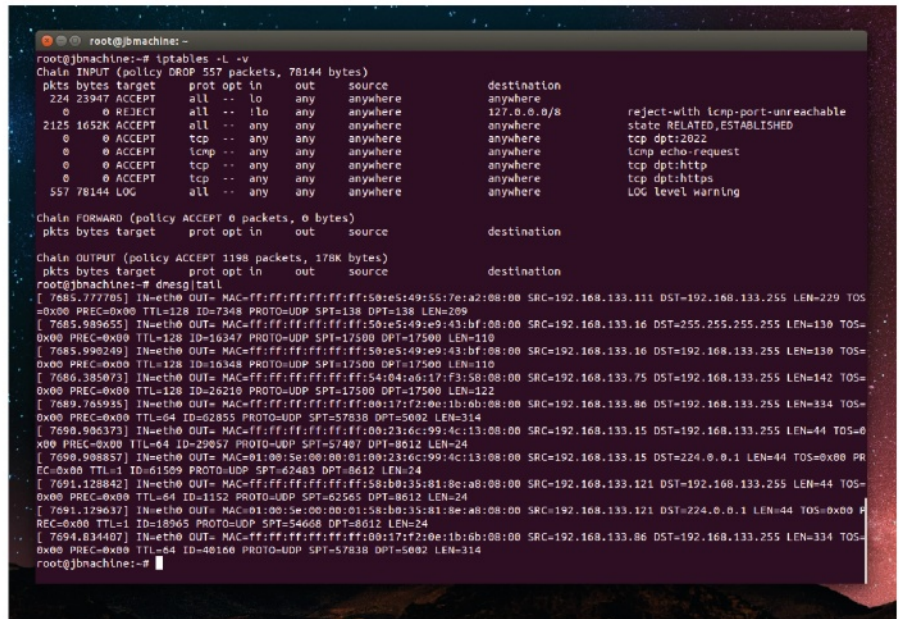 root@jbmachine: ~
root@jbmachine:~# iptables -L -v
Chain INPUT (policy DROP 557 packets, 78144 bytes)
pkts bytes target prot opt in out source destination
224 23947 ACCEPT all -- lo any anywhere anywhere
0 0 REJECT all -- !lo any anywhere 127.0.0.0/8 reject-with icmp-port-unreachable
2125 1652K ACCEPT all -- any any anywhere anywhere state RELATED,ESTABLISHED
0 0 ACCEPT tcp -- any any anywhere anywhere tcp dpt:2022
0 0 ACCEPT icmp -- any any anywhere anywhere icmp echo-request
0 0 ACCEPT tcp -- any any anywhere anywhere tcp dpt:http
0 0 ACCEPT tcp -- any any anywhere anywhere tcp dpt:https
557 78144 LOG all -- any any anywhere anywhere LOG level warning
Chain FORWARD (policy ACCEPT 0 packets, 0 bytes)
pkts bytes target prot opt in out source destination
Chain OUTPUT (policy ACCEPT 1198 packets, 178K bytes)
pkts bytes target prot opt in out source destination
root@jbmachine:~# dmesg|tail
[ 7685.777705] IN=eth0 OUT= MAC=ff:ff:ff:ff:ff:ff:50:e5:49:55:7e:a2:08:00 SRC=192.168.133.111 DST=192.168.133.255 LEN=229 TOS
=0x00 PREC=0x00 TTL=128 ID=7348 PROTO=UDP SPT=138 DPT=138 LEN=209
[ 7685.989655] IN=eth0 OUT= MAC=ff:ff:ff:ff:ff:ff:50:e5:49:e9:43:bf:08:00 SRC=192.168.133.16 DST=255.255.255.255 LEN=130 TOS=
0x00 PREC=0x00 TTL=128 ID=16347 PROTO=UDP SPT=17500 DPT=17500 LEN=110
[ 7685.990249] IN=eth0 OUT= MAC=ff:ff:ff:ff:ff:ff:50:e5:49:e9:43:bf:08:00 SRC=192.168.133.16 DST=192.168.133.255 LEN=130 TOS=
0x00 PREC=0x00 TTL=128 ID=16348 PROTO=UDP SPT=17500 DPT=17500 LEN=110
[ 7686.385073] IN=eth0 OUT= MAC=ff:ff:ff:ff:ff:ff:54:04:a6:17:f3:58:08:00 SRC=192.168.133.75 DST=192.168.133.255 LEN=142 TOS=
0x00 PREC=0x00 TTL=128 ID=26210 PROTO=UDP SPT=17500 DPT=17500 LEN=122
[ 7689.765935] IN=eth0 OUT= MAC=ff:ff:ff:ff:ff:ff:00:17:f2:0e:1b:6b:08:00 SRC=192.168.133.86 DST=192.168.133.255 LEN=334 TOS=
0x00 PREC=0x00 TTL=64 ID=62855 PROTO=UDP SPT=57838 DPT=5002 LEN=314
[ 7690.906373] IN=eth0 OUT= MAC=ff:ff:ff:ff:ff:ff:00:23:6c:99:4c:13:08:00 SRC=192.168.133.15 DST=192.168.133.255 LEN=44 TOS=0
x00 PREC=0x00 TTL=64 ID=29057 PROTO=UDP SPT=57407 DPT=8612 LEN=24
[ 7690.908857] IN=eth0 OUT= MAC=01:00:5e:00:00:01:00:23:6c:99:4c:13:08:00 SRC=192.168.133.15 DST=224.0.0.1 LEN=44 TOS=0x00 PR
EC=0x00 TTL=1 ID=61509 PROTO=UDP SPT=62483 DPT=8612 LEN=24
[ 7691.128842] IN=eth0 OUT= MAC=ff:ff:ff:ff:ff:ff:58:b0:35:81:8e:a8:08:00 SRC=192.168.133.121 DST=192.168.133.255 LEN=44 TOS=
0x00 PREC=0x00 TTL=64 ID=1152 PROTO=UDP SPT=62565 DPT=8612 LEN=24
[ 7691.129637] IN=eth0 OUT= MAC=01:00:5e:00:00:01:58:b0:35:81:8e:a8:08:00 SRC=192.168.133.121 DST=224.0.0.1 LEN=44 TOS=0x00 P
REC=0x00 TTL=1 ID=18965 PROTO=UDP SPT=54668 DPT=8612 LEN=24
[ 7694.834407] IN=eth0 OUT= MAC=ff:ff:ff:ff:ff:ff:00:17:f2:0e:1b:6b:08:00 SRC=192.168.133.86 DST=192.168.133.255 LEN=334 TOS=
0x00 PREC=0x00 TTL=64 ID=40160 PROTO=UDP SPT=57838 DPT=5002 LEN=314
root@jbmachine:~#